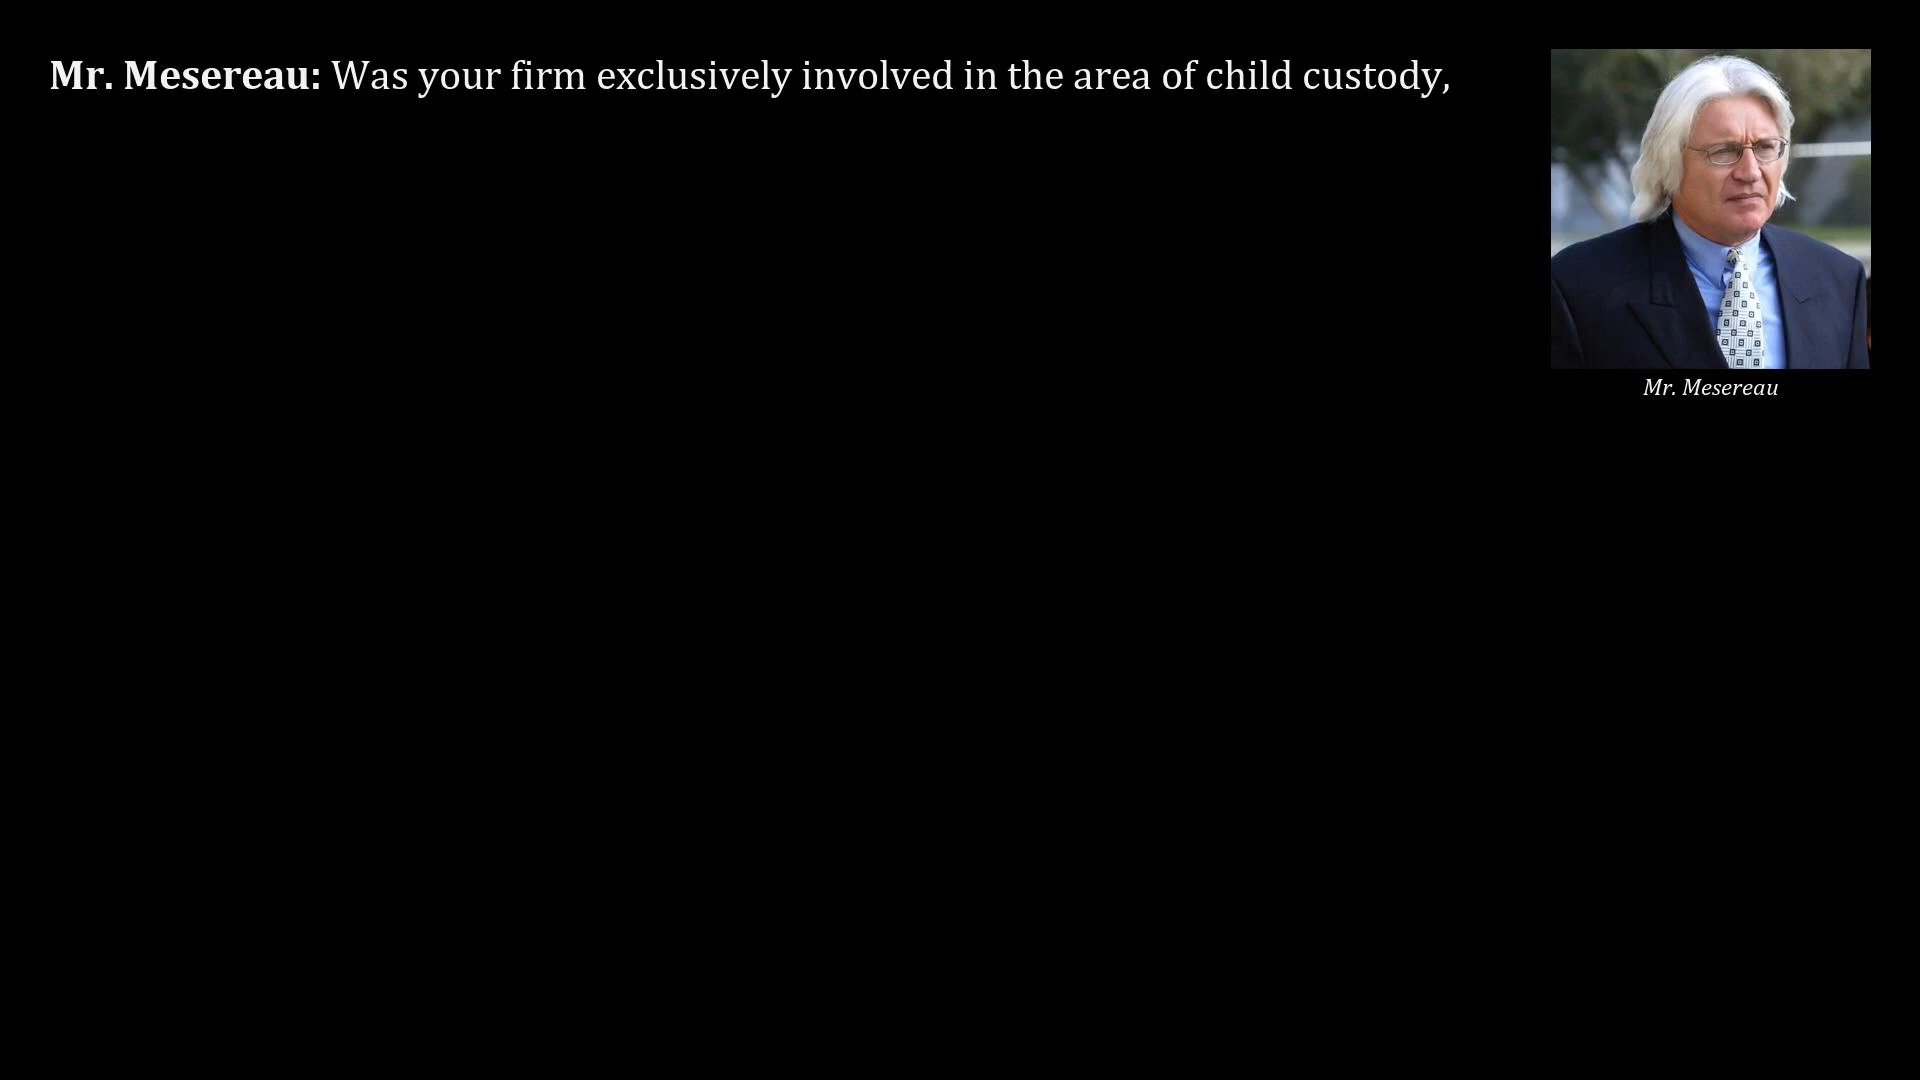 Mr. Mesereau: Was your firm exclusively involved in the area of child custody,
Mr. Mesereau